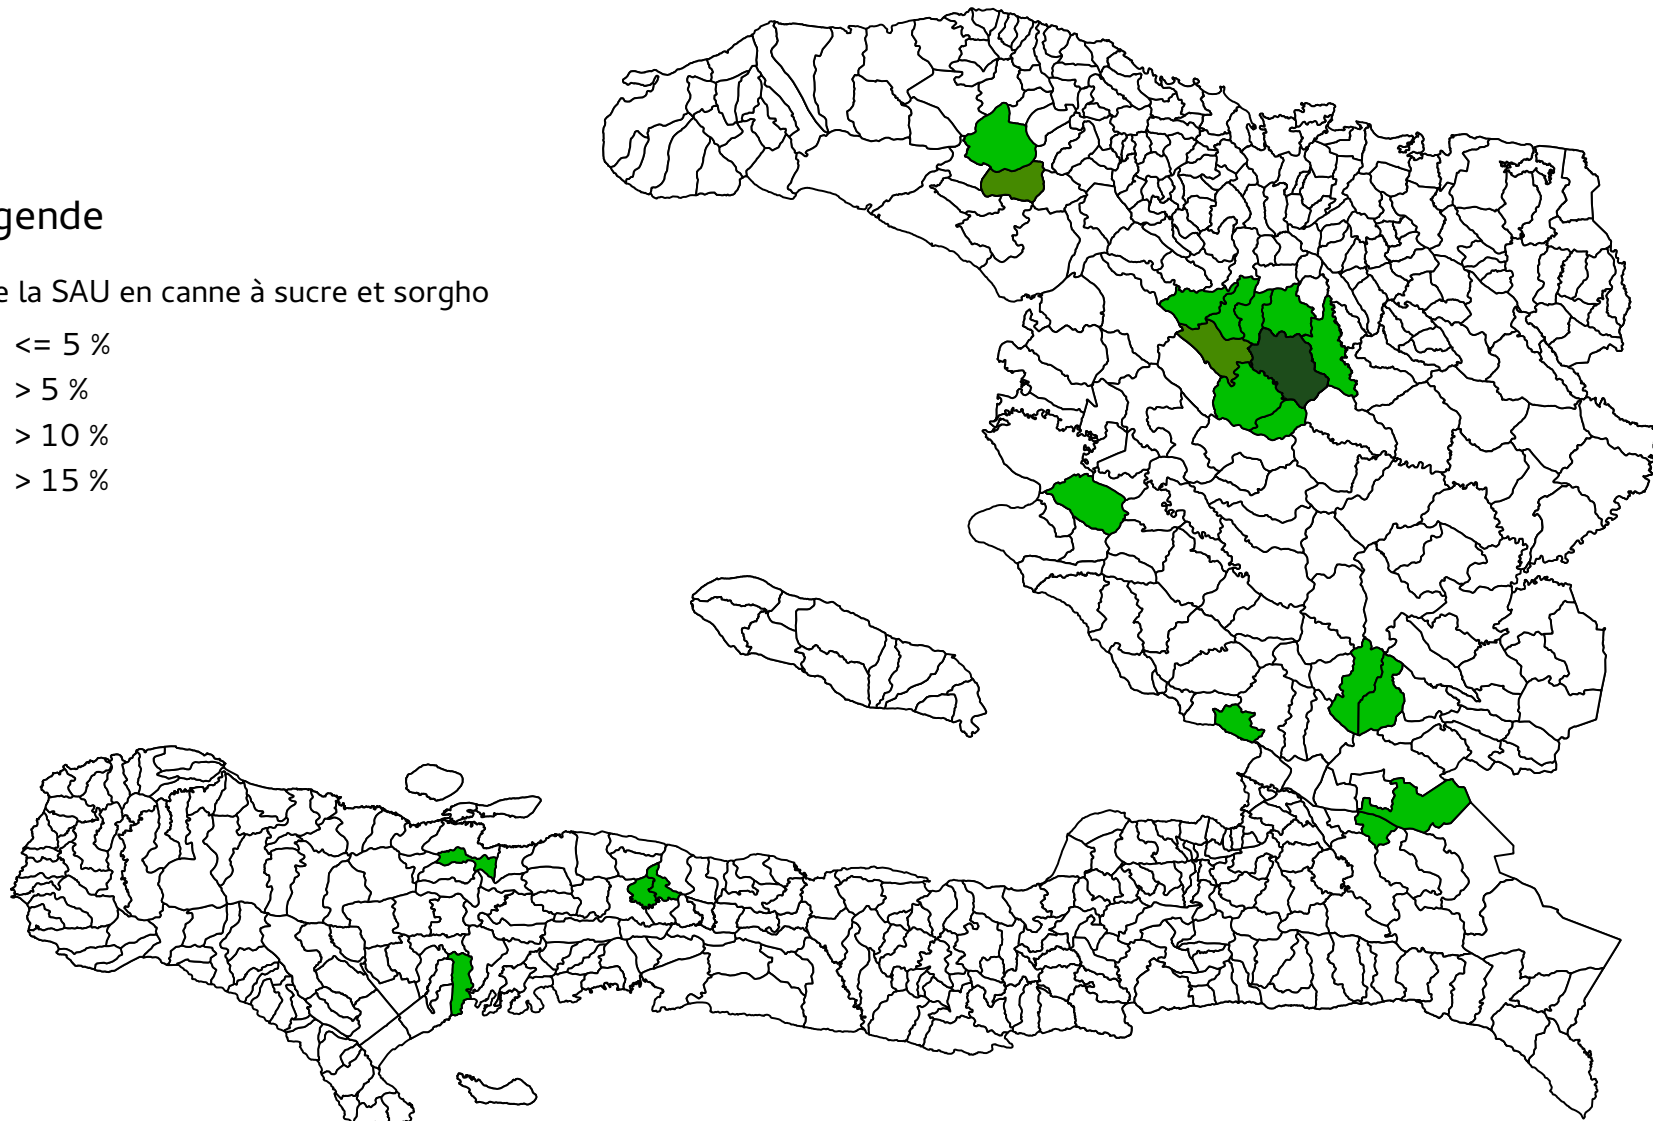 gende
e la SAU en canne à sucre et sorgho
<= 5 %
> 5 %
> 10 %
> 15 %